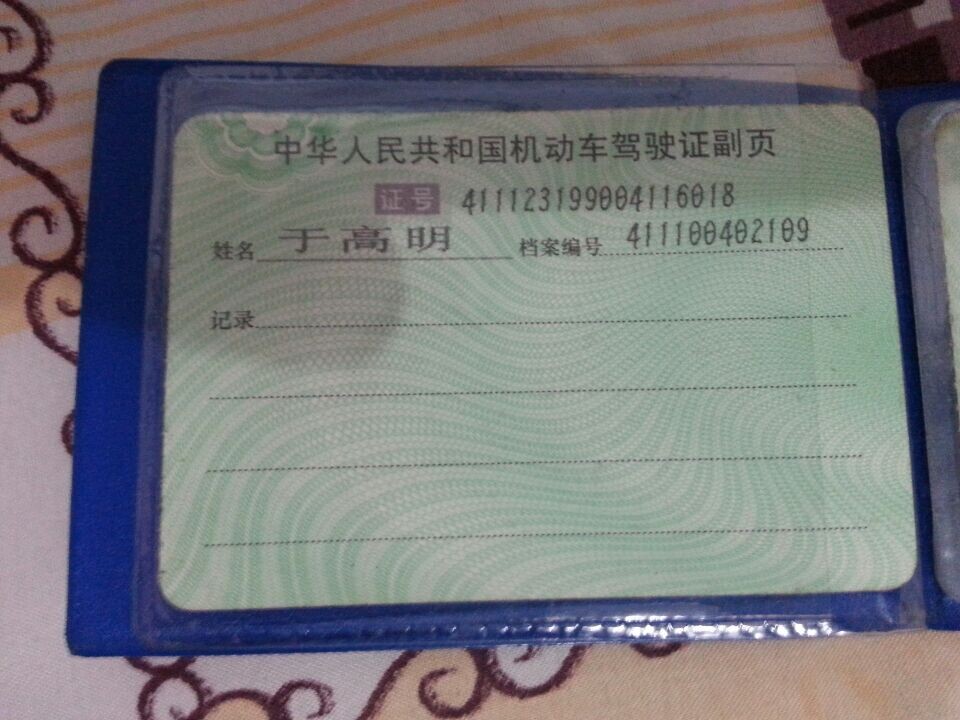 中华人民共和国机动车驾驶证副页
证号 411123199004116018
姓名 于高明 档案编号 411100402109
记录